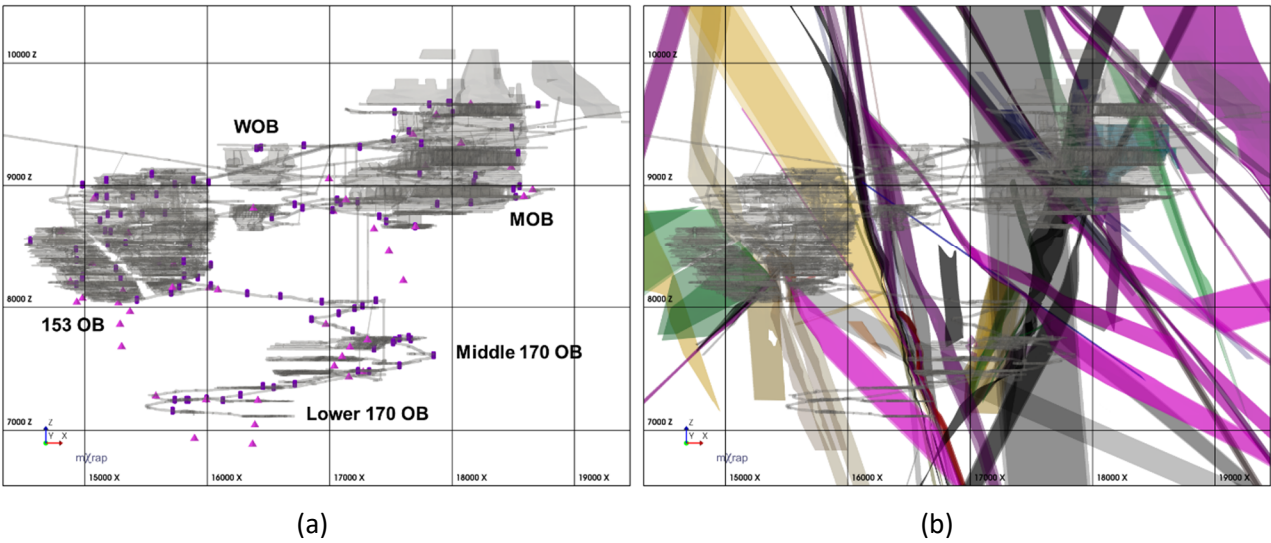 10000 Z
WOB
9000 Z
MOB
8000 Z
153 OB
Middle 170 OB
Lower 170 OB
7000 Z
Z
Y X
mXrap
15000 X 16000 X 17000 X 18000 X 19000 X
(a)
10000 Z
9000 Z
8000 Z
7000 Z
Z
Y X
mXrap
15000 X 16000 X 17000 X 18000 X 19000 X
(b)